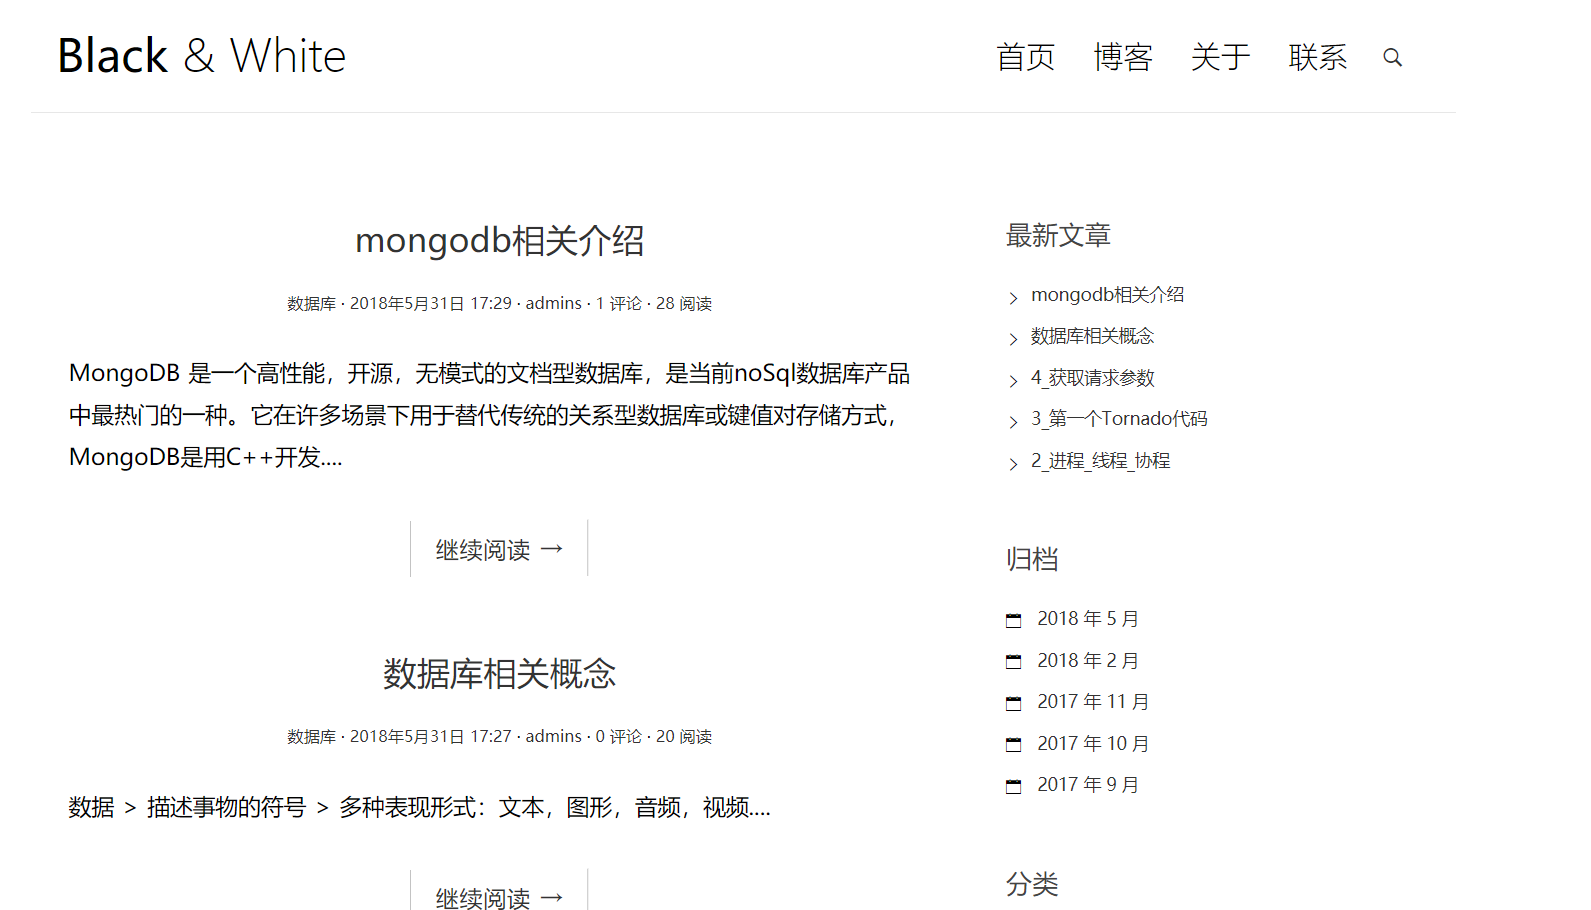 Black & White
首页 博客 关于 联系
mongodb相关介绍
数据库 · 2018年5月31日 17:29 · admins · 1 评论 · 28 阅读
MongoDB 是一个高性能，开源，无模式的文档型数据库，是当前noSql数据库产品
中最热门的一种。它在许多场景下用于替代传统的关系型数据库或键值对存储方式，
MongoDB是用C++开发....
继续阅读 →
数据库相关概念
数据库 · 2018年5月31日 17:27 · admins · 0 评论 · 20 阅读
数据 > 描述事物的符号 > 多种表现形式：文本，图形，音频，视频....
继续阅读 →
最新文章
mongodb相关介绍
数据库相关概念
4_获取请求参数
3_第一个Tornado代码
2_进程_线程_协程
归档
2018 年 5 月
2018 年 2 月
2017 年 11 月
2017 年 10 月
2017 年 9 月
分类